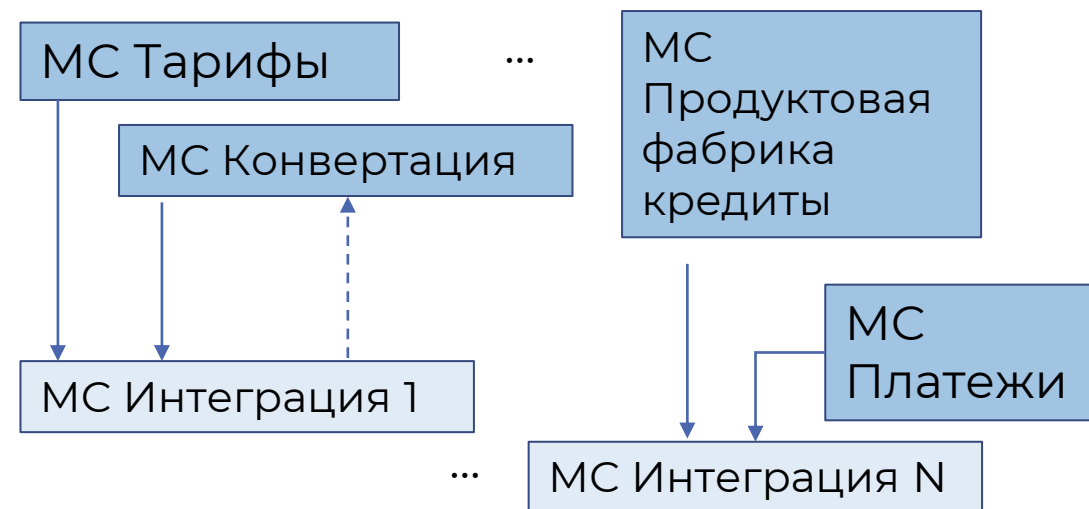 МС Тарифы
...
МС
Продуктовая
фабрика
кредиты
МС Конвертация
МС
Платежи
МС Интеграция 1
...
МС Интеграция N